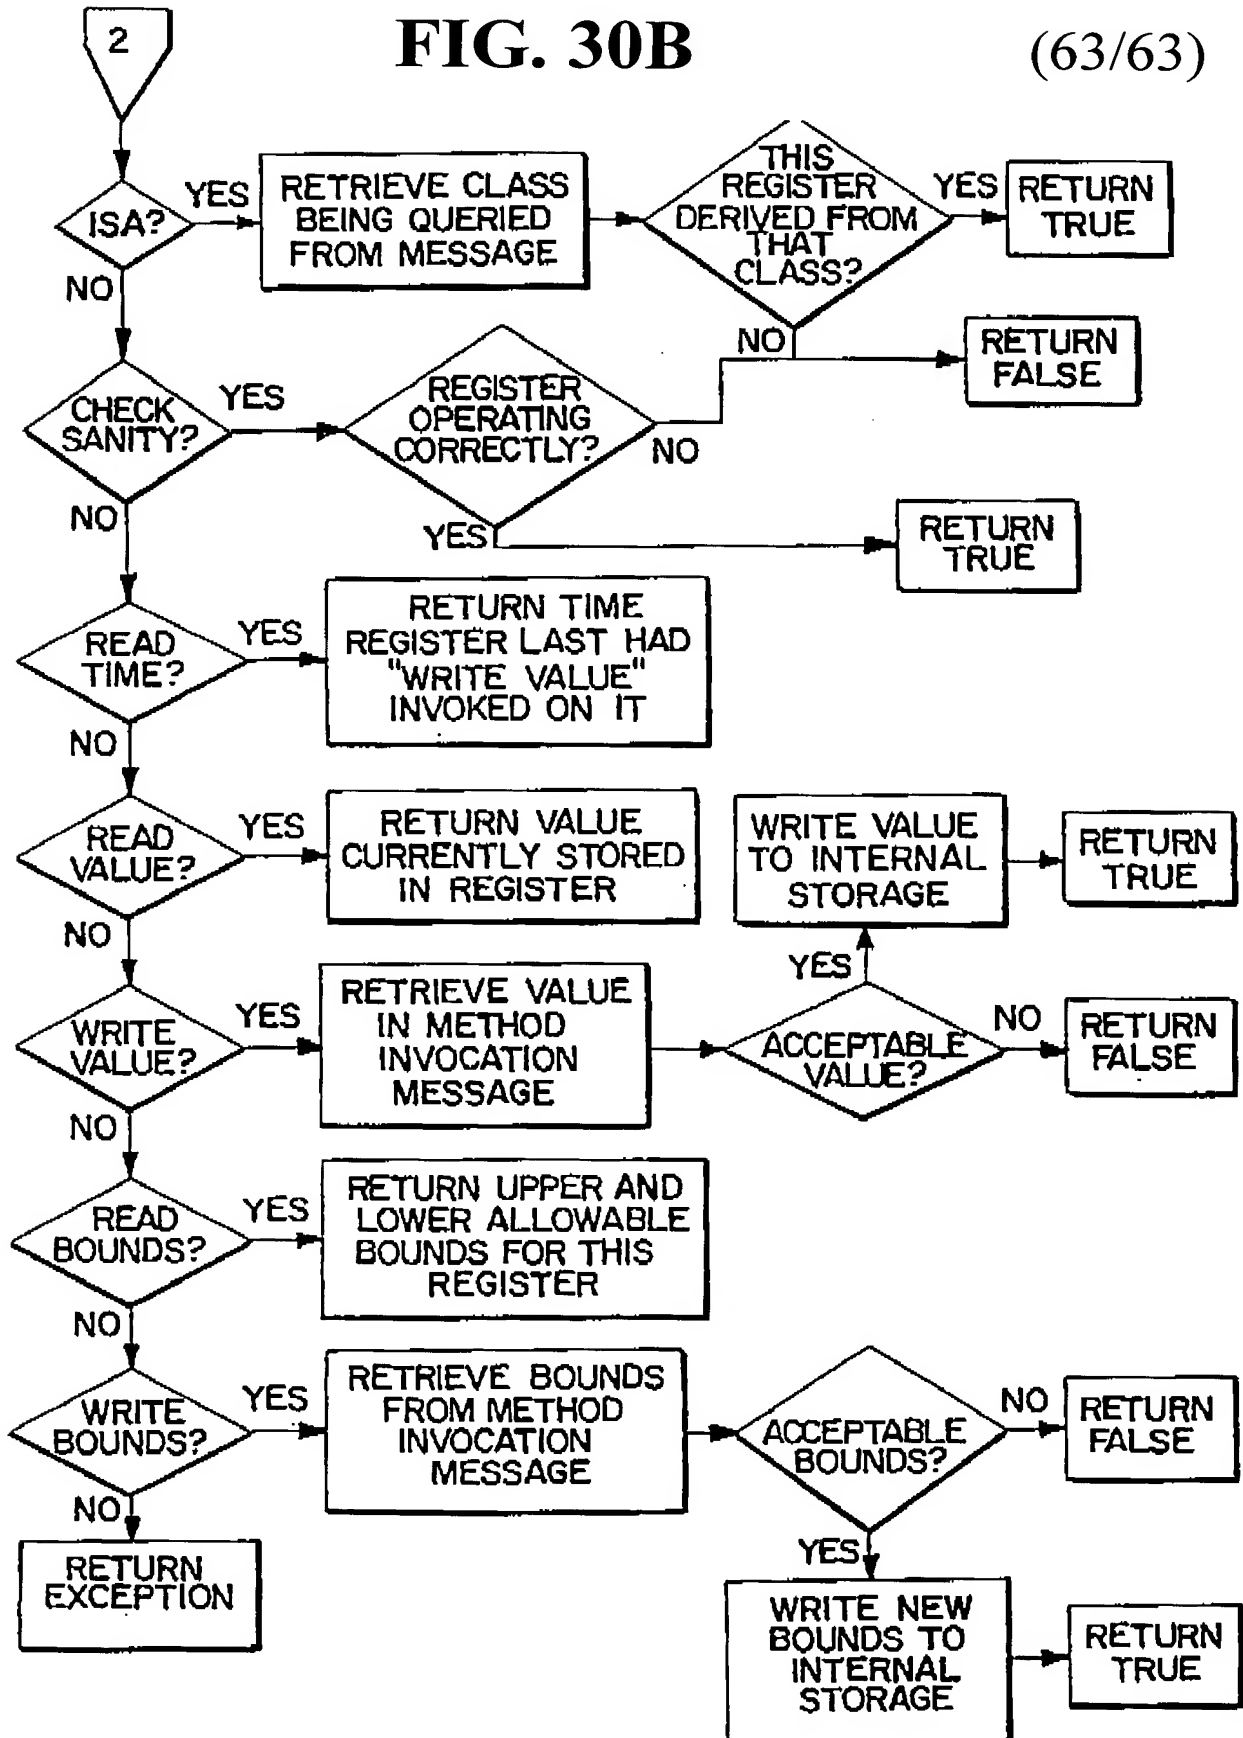 2
FIG. 30B
(63/63)
ISA?
YES
RETRIEVE CLASS
BEING QUERIED
FROM MESSAGE
THIS
REGISTER
DERIVED FROM
THAT
CLASS?
YES
RETURN
TRUE
NO
NO
RETURN
FALSE
CHECK
SANITY?
YES
REGISTER
OPERATING
CORRECTLY?
NO
NO
YES
RETURN
TRUE
READ
TIME?
YES
RETURN TIME
REGISTER LAST HAD
"WRITE VALUE"
INVOKED ON IT
NO
READ
VALUE?
YES
RETURN VALUE
CURRENTLY STORED
IN REGISTER
WRITE VALUE
TO INTERNAL
STORAGE
RETURN
TRUE
NO
YES
WRITE
VALUE?
YES
RETRIEVE VALUE
IN METHOD
INVOCATION
MESSAGE
ACCEPTABLE
VALUE?
NO
RETURN
FALSE
NO
READ
BOUNDS?
YES
RETURN UPPER AND
LOWER ALLOWABLE
BOUNDS FOR THIS
REGISTER
NO
WRITE
BOUNDS?
YES
RETRIEVE BOUNDS
FROM METHOD
INVOCATION
MESSAGE
ACCEPTABLE
BOUNDS?
NO
RETURN
FALSE
NO
YES
RETURN
EXCEPTION
WRITE NEW
BOUNDS TO
INTERNAL
STORAGE
RETURN
TRUE